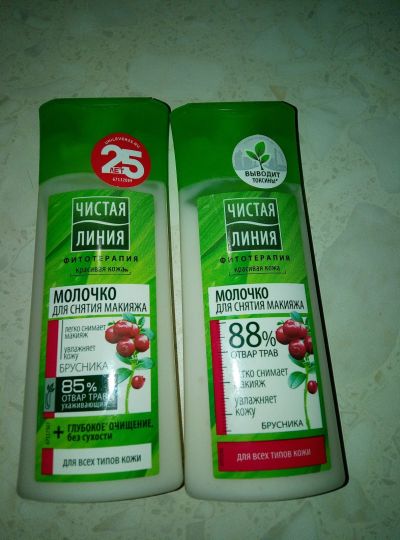 25
ЛЕТ
ЧИСТАЯ
ЛИНИЯ
ФИТОТЕРАПИЯ
красивая кожа
МОЛОЧКО
ДЛЯ СНЯТИЯ МАКИЯЖА
легко снимает
макияж
увлажняет
кожу
БРУСНИКА
85%
ОТВАР ТРАВ
ухаживающих
+ ГЛУБОКОЕ ОЧИЩЕНИЕ,
без сухости
для всех типов кожи
ВЫВОДИТ
ТОКСИНЫ*
ЧИСТАЯ
ЛИНИЯ
ФИТОТЕРАПИЯ
красивая кожа
МОЛОЧКО
ДЛЯ СНЯТИЯ МАКИЯЖА
88%
ОТВАР ТРАВ
легко снимает
макияж
увлажняет
кожу
БРУСНИКА
для всех типов кожи